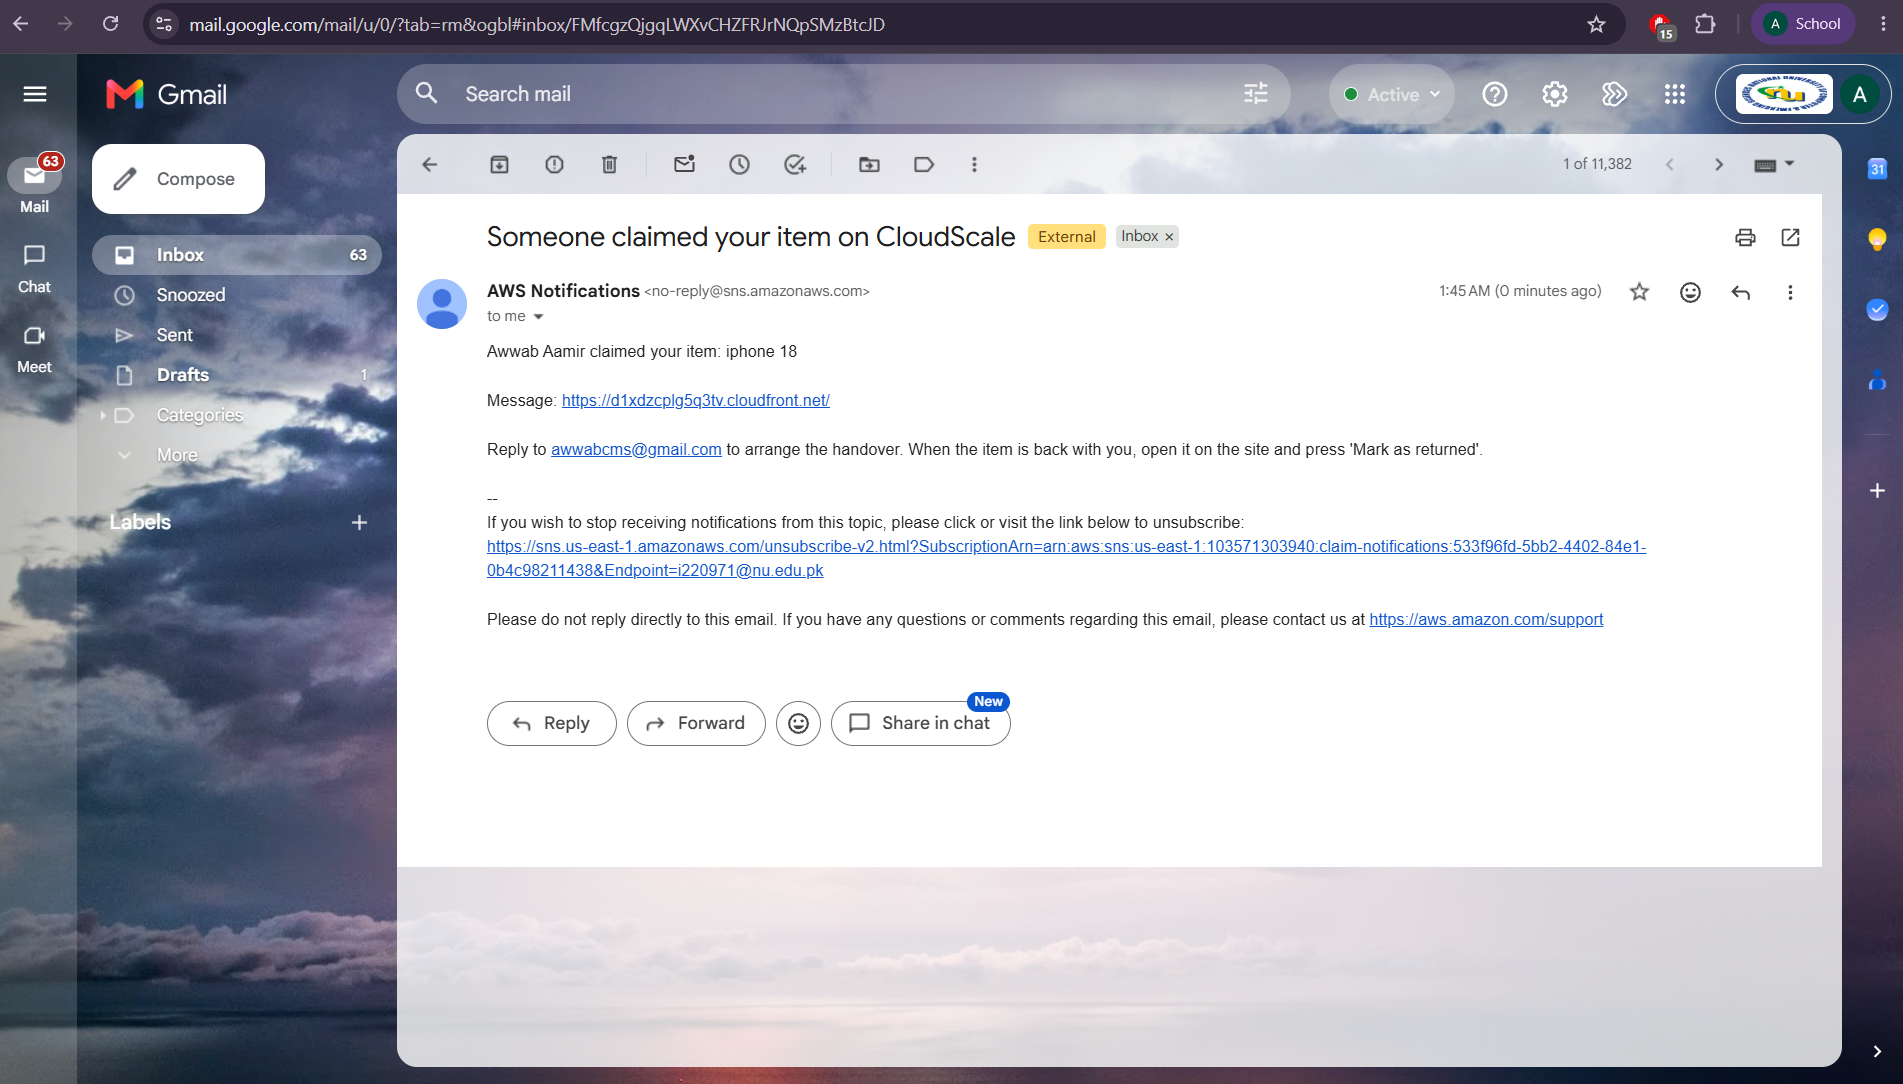 mail.google.com/mail/u/0/?tab=rm&ogbl#inbox/FMfcgzQjgqLWXvCHZFRJrNQpSMzBtcJD
15
A School
Gmail
Search mail
Active
A
63
Mail
Compose
1 of 11,382
31
Inbox 63
Chat
Snoozed
Sent
Meet
Drafts 1
Categories
More
Labels
Someone claimed your item on CloudScale External Inbox ×
AWS Notifications <no-reply@sns.amazonaws.com> 1:45 AM (0 minutes ago)
to me
Awwab Aamir claimed your item: iphone 18
Message: https://d1xdzcplg5q3tv.cloudfront.net/
Reply to awwabcms@gmail.com to arrange the handover. When the item is back with you, open it on the site and press 'Mark as returned'.
--
If you wish to stop receiving notifications from this topic, please click or visit the link below to unsubscribe:
https://sns.us-east-1.amazonaws.com/unsubscribe-v2.html?SubscriptionArn=arn:aws:sns:us-east-1:103571303940:claim-notifications:533f96fd-5bb2-4402-84e1-
0b4c98211438&Endpoint=i220971@nu.edu.pk
Please do not reply directly to this email. If you have any questions or comments regarding this email, please contact us at https://aws.amazon.com/support
New
Reply Forward Share in chat